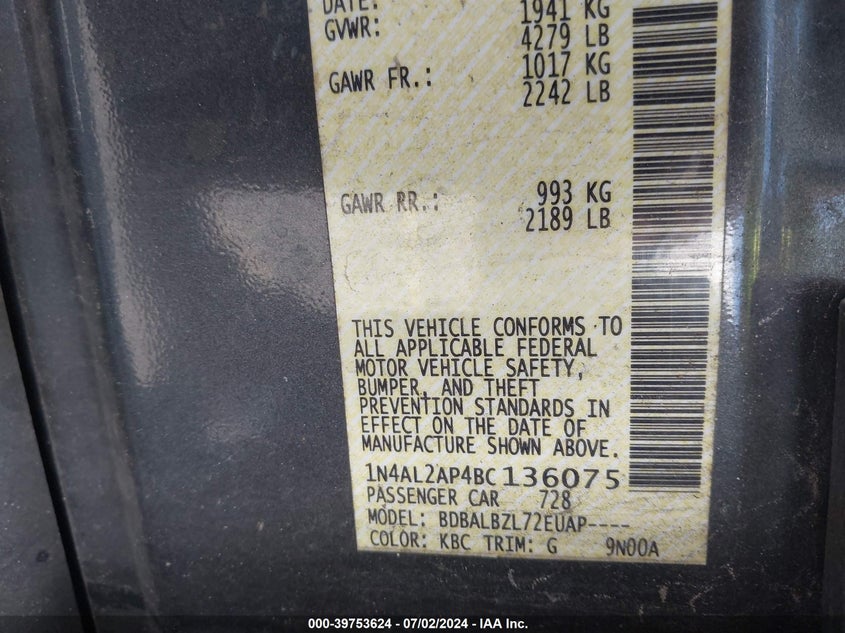 DATE: 1941 KG
GVWR: 4279 LB
GAWR FR.: 1017 KG
2242 LB
GAWR RR.: 993 KG
2189 LB
THIS VEHICLE CONFORMS TO
ALL APPLICABLE FEDERAL
MOTOR VEHICLE SAFETY,
BUMPER, AND THEFT
PREVENTION STANDARDS IN
EFFECT ON THE DATE OF
MANUFACTURE SHOWN ABOVE.
1N4AL2AP4BC136075
PASSENGER CAR 728
MODEL: BDBALBZL72EUAP----
COLOR: KBC TRIM: G 9N00A
000-39753624 / 07/02/2024 - IAA Inc.